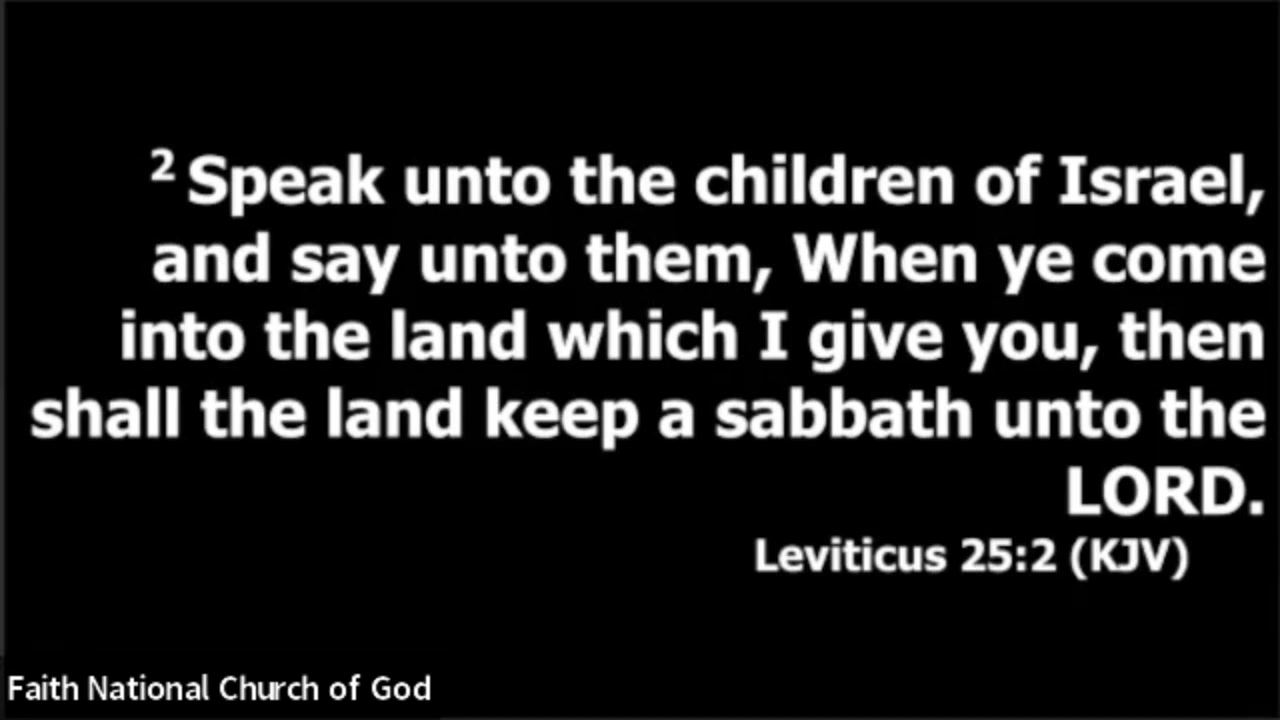 2 Speak unto the children of Israel,
and say unto them, When ye come
into the land which I give you, then
shall the land keep a sabbath unto the
LORD.
Leviticus 25:2 (KJV)
Faith National Church of God